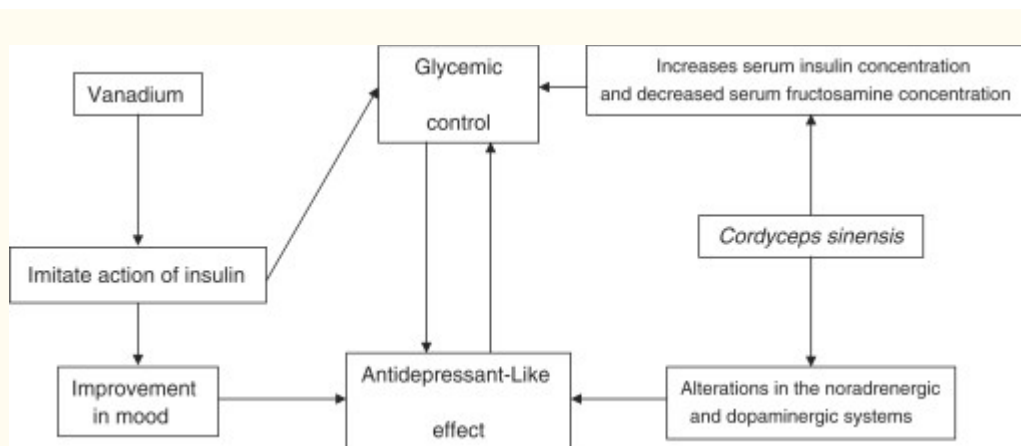 Vanadium
Glycemic
control
Increases serum insulin concentration
and decreased serum fructosamine concentration
Cordyceps sinensis
Imitate action of insulin
Improvement
in mood
Antidepressant-Like
effect
Alterations in the noradrenergic
and dopaminergic systems